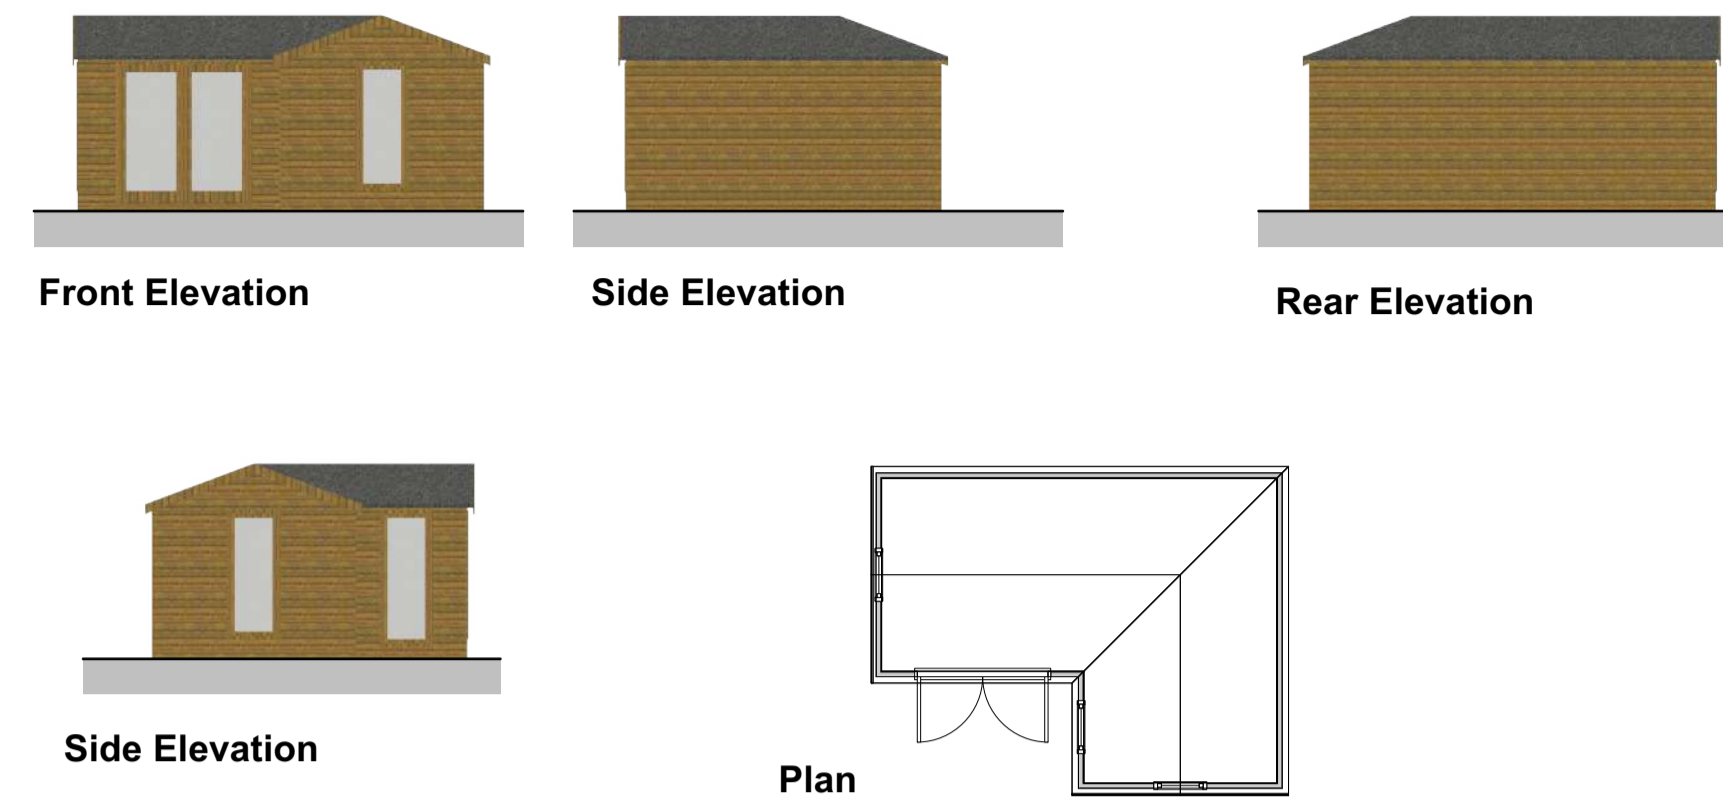 Front Elevation
Side Elevation
Rear Elevation
Side Elevation
Plan